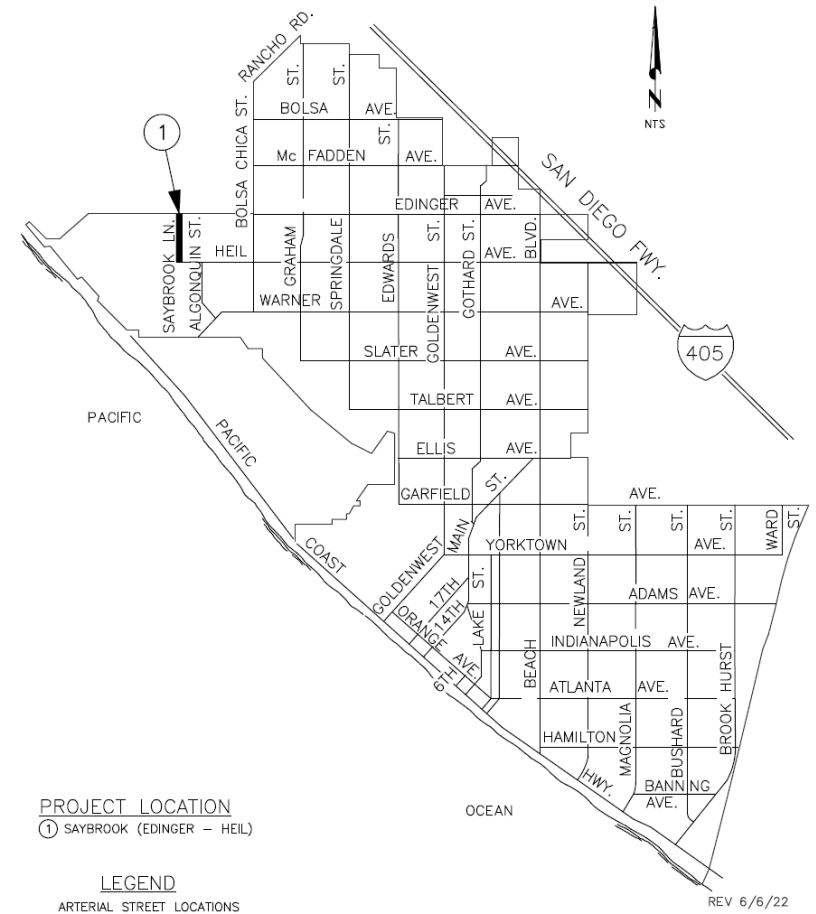 RANCHO RD.
N
NTS
ST.
ST.
BOLSA AVE.
ST.
BOLSA CHICA ST.
Mc FADDEN AVE.
1
SAN DIEGO FWY.
EDINGER AVE.
SAYBROOK LN.
ALGONQUIN ST.
HEIL AVE.
GRAHAM
SPRINGDALE
EDWARDS
GOLDENWEST ST.
GOTHARD ST.
BLVD.
WARNER AVE.
405
SLATER AVE.
TALBERT AVE.
PACIFIC
PACIFIC
ELLIS AVE.
GARFIELD AVE.
MAIN ST.
ST.
ST.
ST.
ST.
WARD ST.
COAST
YORKTOWN AVE.
GOLDENWEST
17TH
14TH
ORANGE AVE.
LAKE ST.
NEWLAND
ADAMS AVE.
INDIANAPOLIS AVE.
6TH
BEACH
ATLANTA AVE.
MAGNOLIA
BUSHARD
BROOK HURST
HAMILTON
HWY.
BANNING
AVE.
OCEAN
PROJECT LOCATION
1 SAYBROOK (EDINGER – HEIL)
LEGEND
ARTERIAL STREET LOCATIONS
REV 6/6/22